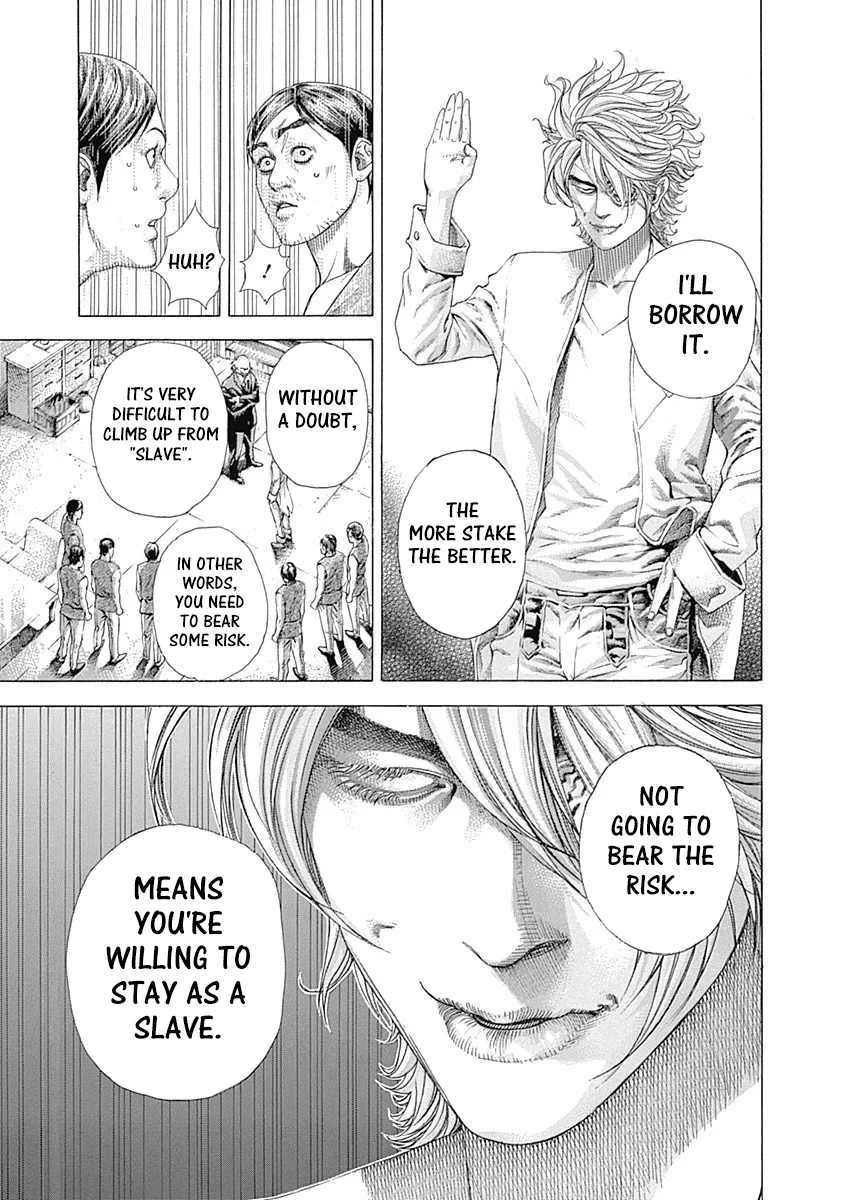 I'LL
BORROW
IT.
THE
MORE STAKE
THE BETTER.
!
HUH?
WITHOUT
A DOUBT,
IT'S VERY
DIFFICULT TO
CLIMB UP FROM
"SLAVE".
IN OTHER
WORDS,
YOU NEED
TO BEAR
SOME RISK.
NOT
GOING TO
BEAR THE
RISK...
MEANS
YOU'RE
WILLING TO
STAY AS A
SLAVE.